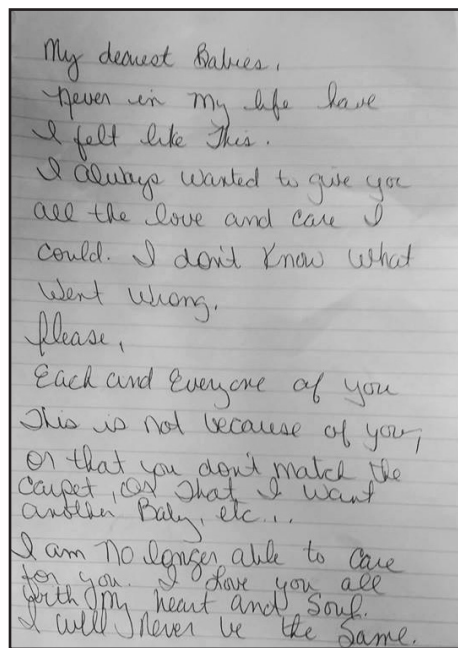 My dearest Babies,
Never in my life have
I felt like This.
I always wanted to give you
all the love and care I
could. I don't Know what
Went Wrong.
Please,
Each and Everyone of you
This is not because of you,
or that you don't match the
carpet, or that I want
another Baby, etc...
I am No longer able to care
for you. I Love you all
with my heart and Soul.
I will Never be the Same.